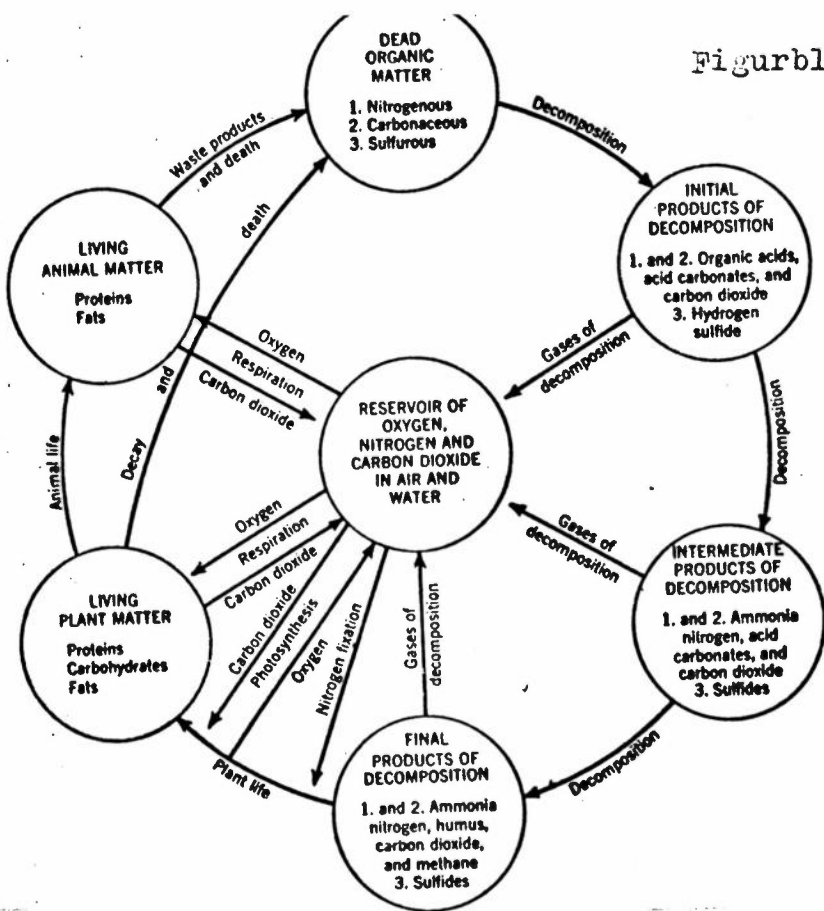 Figurbl
DEAD
ORGANIC
MATTER
1. Nitrogenous
2. Carbonaceous
3. Sulfurous
Waste products
and death
Decomposition
INITIAL
PRODUCTS OF
DECOMPOSITION
1. and 2. Organic acids,
acid carbonates, and
carbon dioxide
3. Hydrogen
sulfide
LIVING
ANIMAL MATTER
Proteins
Fats
death
and
Decay
Oxygen
Respiration
Carbon dioxide
Gases of
decomposition
RESERVOIR OF
OXYGEN,
NITROGEN AND
CARBON DIOXIDE
IN AIR AND
WATER
Animal life
Decomposition
Oxygen
Respiration
Carbon dioxide
Gases of
decomposition
INTERMEDIATE
PRODUCTS OF
DECOMPOSITION
1. and 2. Ammonia
nitrogen, acid
carbonates, and
carbon dioxide
3. Sulfides
LIVING
PLANT MATTER
Proteins
Carbohydrates
Fats
Carbon dioxide
Photosynthesis
Oxygen
Nitrogen fixation
Gases of
decomposition
Plant life
Decomposition
FINAL
PRODUCTS OF
DECOMPOSITION
1. and 2. Ammonia
nitrogen, humus,
carbon dioxide,
and methane
3. Sulfides